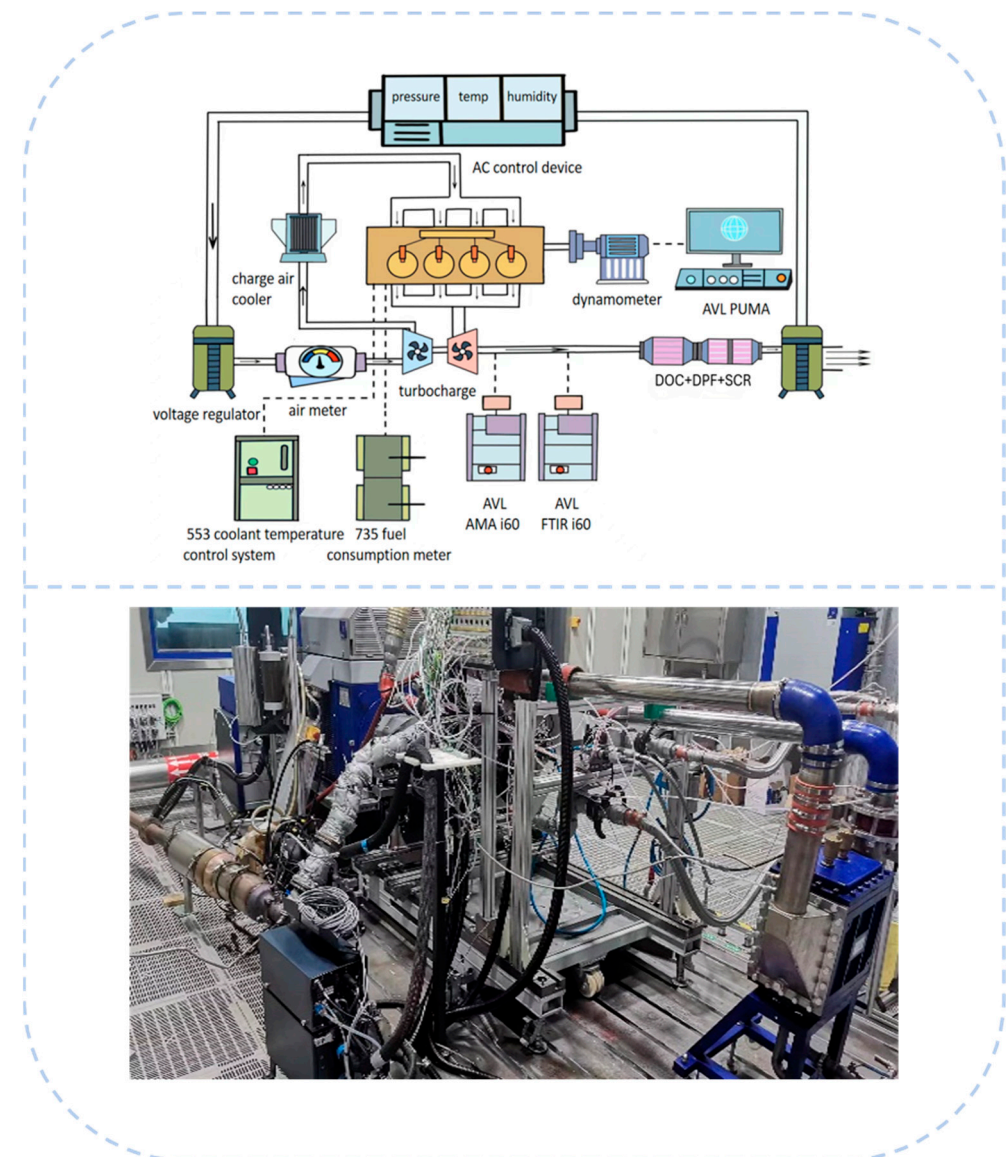 pressure temp humidity
AC control device
charge air
cooler
dynamometer
AVL PUMA
turbocharge
DOC+DPF+SCR
voltage regulator
air meter
AVL
AMA i60
AVL
FTIR i60
553 coolant temperature
control system
735 fuel
consumption meter